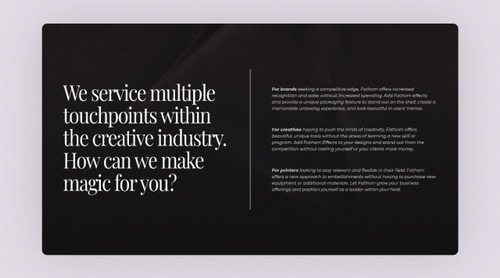 We service multiple
touchpoints within
the creative industry.
How can we make
magic for you?
For brands seeking a competitive edge, Fathom offers increased
recognition and sales without increased spending. Add Fathom effects
and provide a unique packaging feature to stand out on the shelf, create a
memorable unboxing experience, and look beautiful in users' homes.
For creatives hoping to push the limits of creativity, Fathom offers
beautiful, unique tools without the stress of learning a new skill or
program. Add Fathom Effects to your designs and stand out from the
competition without costing yourself or your clients more money.
For printers looking to stay relevant and flexible in their field, Fathom
offers a new approach to embellishments without having to purchase new
equipment or additional materials. Let Fathom grow your business
offerings and position yourself as a leader within your field.